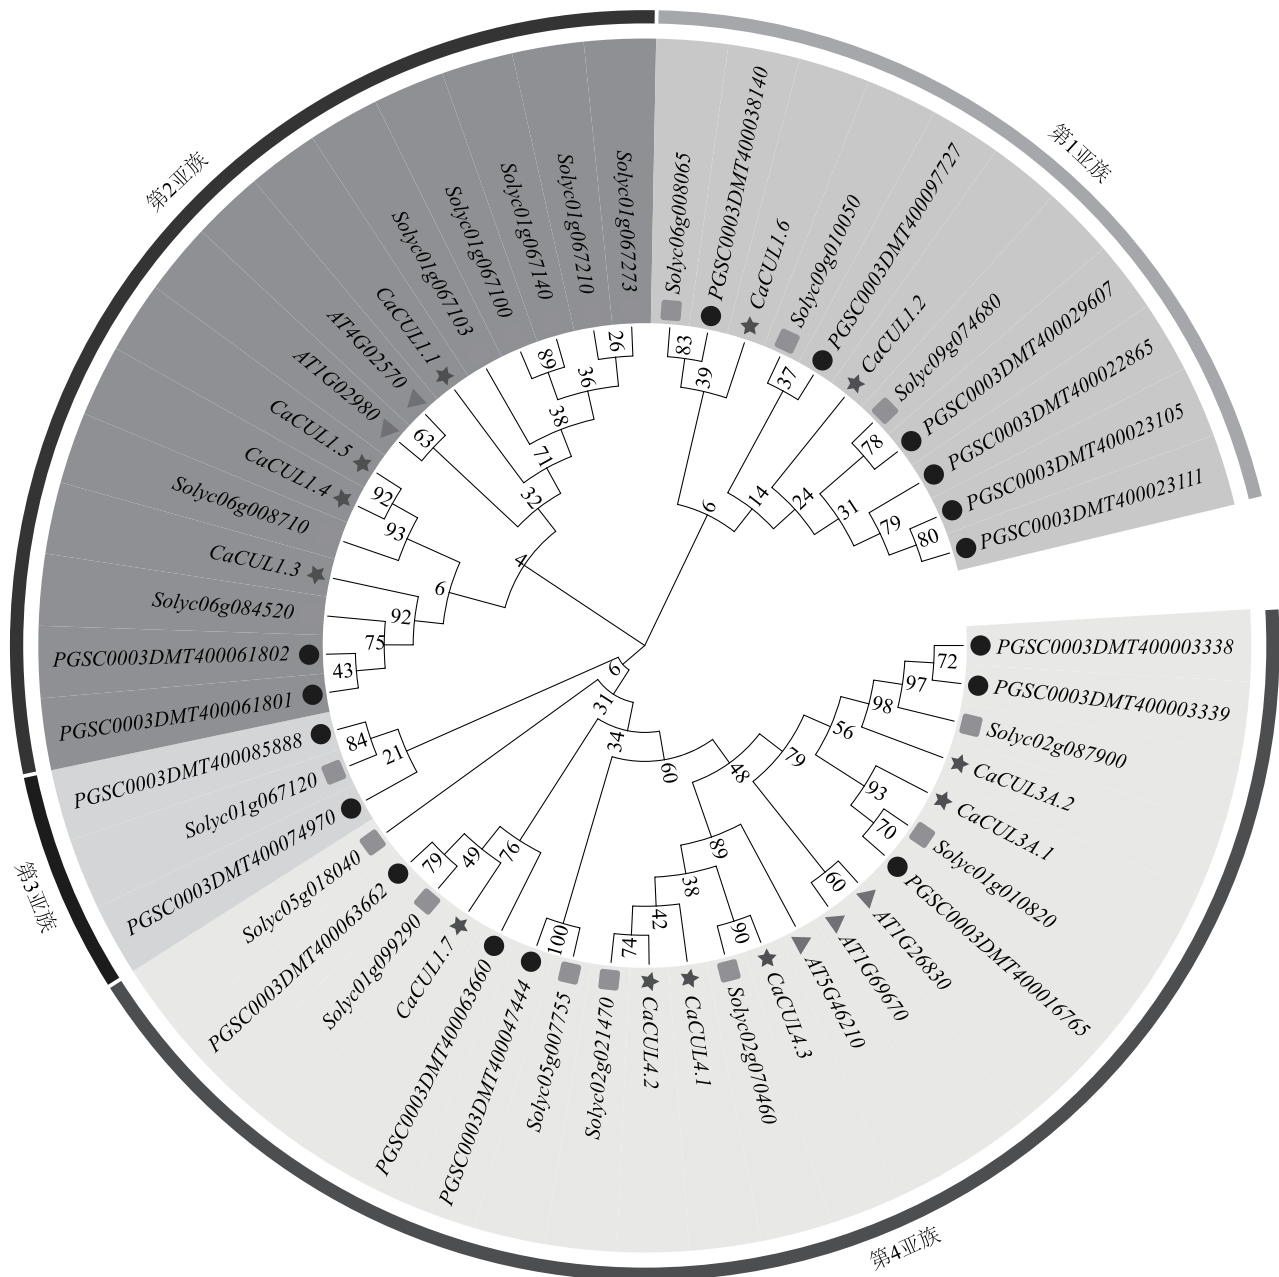 第1亚族
Solyc06g008065
PGSC0003DMT400038140
CaCUL1.6
Solyc09g010050
PGSC0003DMT400097727
CaCUL1.2
Solyc09g074680
PGSC0003DMT400029607
PGSC0003DMT400022865
PGSC0003DMT400023105
PGSC0003DMT400023111
第4亚族
PGSC0003DMT400003338
PGSC0003DMT400003339
Solyc02g087900
CaCUL3A.2
CaCUL3A.1
Solyc01g010820
PGSC0003DMT400016765
AT1G26830
AT1G69670
AT5G46210
CaCUL4.3
Solyc02g070460
CaCUL4.1
CaCUL4.2
Solyc02g021470
Solyc05g007755
PGSC0003DMT400047444
PGSC0003DMT400063660
CaCUL1.7
Solyc01g099290
PGSC0003DMT400063662
Solyc05g018040
第3亚族
PGSC0003DMT400074970
Solyc01g067120
PGSC0003DMT400085888
第2亚族
PGSC0003DMT400061801
PGSC0003DMT400061802
Solyc06g084520
CaCUL1.3
Solyc06g008710
CaCUL1.4
CaCUL1.5
AT1G02980
AT4G02570
CaCUL1.1
Solyc01g067103
Solyc01g067100
Solyc01g067140
Solyc01g067210
Solyc01g067273
83
39
37
6
14
24
78
31
79
80
72
97
98
56
93
70
79
48
60
60
89
38
90
42
74
100
34
76
49
79
31
6
21
84
43
75
92
6
93
92
4
63
32
71
38
89
36
26